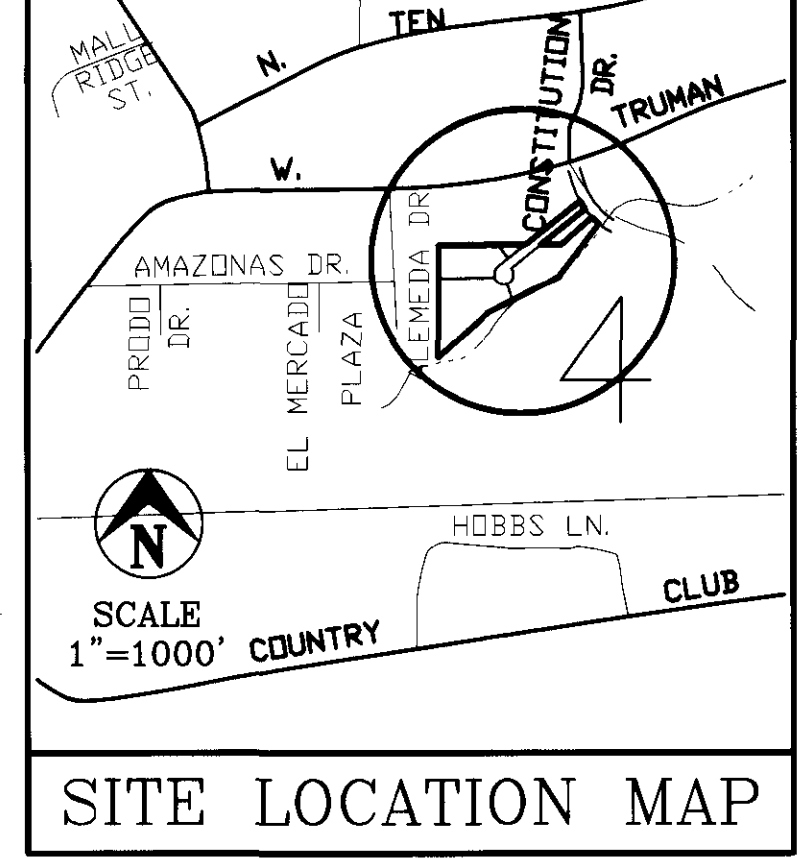 MALL
RIDGE
ST.
N.
TEN
CONSTITUTION
DR.
W.
TRUMAN
AMAZONAS DR.
LEMEDA DR
PRODO
DR.
EL MERCADO
PLAZA
N
SCALE
1"=1000'
HOBBS LN.
COUNTRY
CLUB
SITE LOCATION MAP